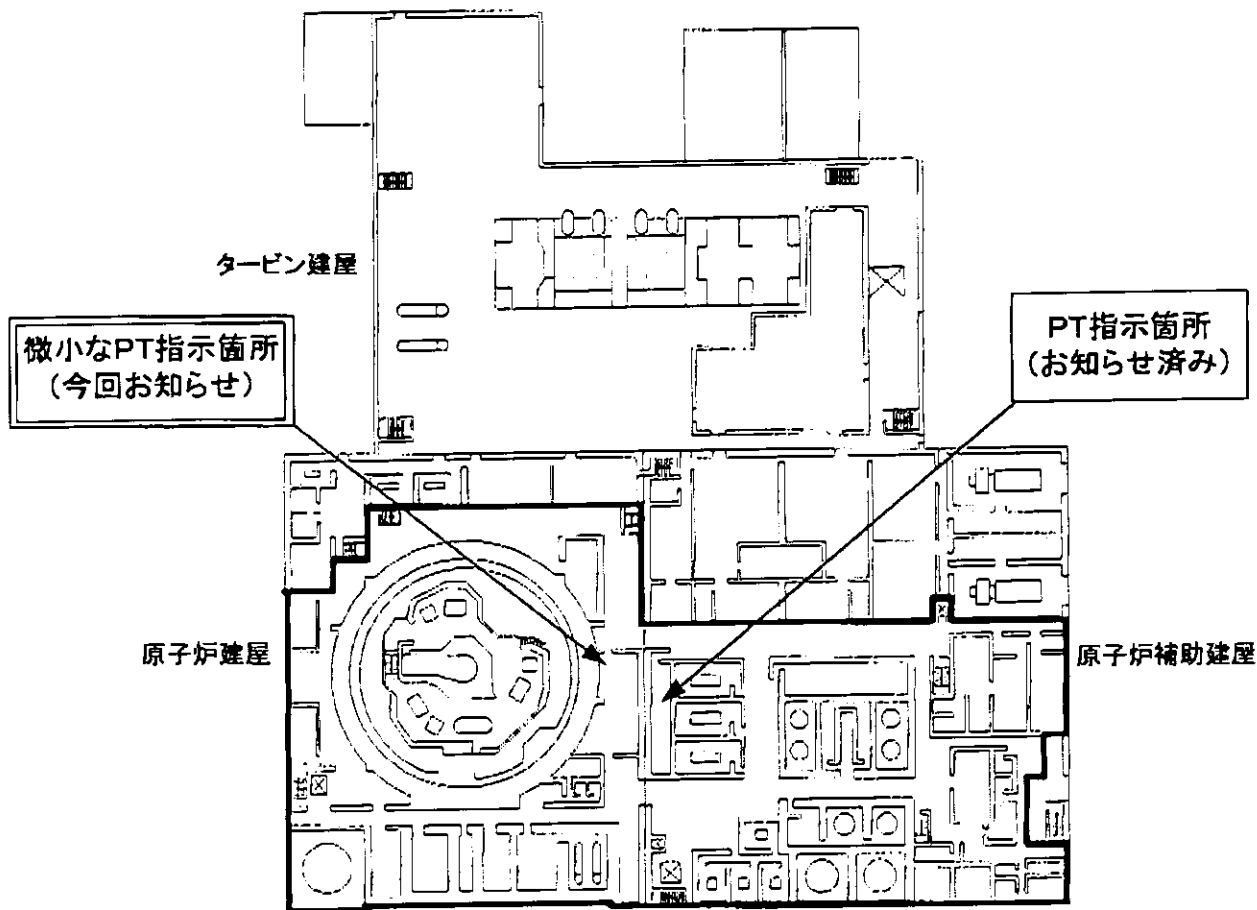 タービン建屋
微小なPT指示箇所
(今回お知らせ)
PT指示箇所
(お知らせ済み)
原子炉建屋
原子炉補助建屋